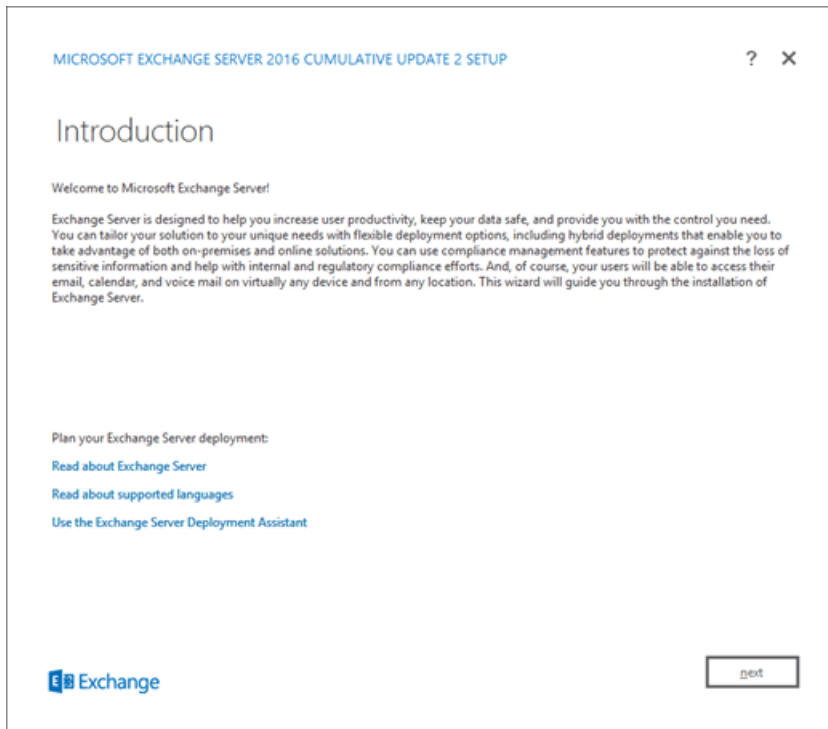 MICROSOFT EXCHANGE SERVER 2016 CUMULATIVE UPDATE 2 SETUP
?
Introduction
Welcome to Microsoft Exchange Server!
Exchange Server is designed to help you increase user productivity, keep your data safe, and provide you with the control you need.
You can tailor your solution to your unique needs with flexible deployment options, including hybrid deployments that enable you to
take advantage of both on-premises and online solutions. You can use compliance management features to protect against the loss of
sensitive information and help with internal and regulatory compliance efforts. And, of course, your users will be able to access their
email, calendar, and voice mail on virtually any device and from any location. This wizard will guide you through the installation of
Exchange Server.
Plan your Exchange Server deployment:
Read about Exchange Server
Read about supported languages
Use the Exchange Server Deployment Assistant
E Exchange
next